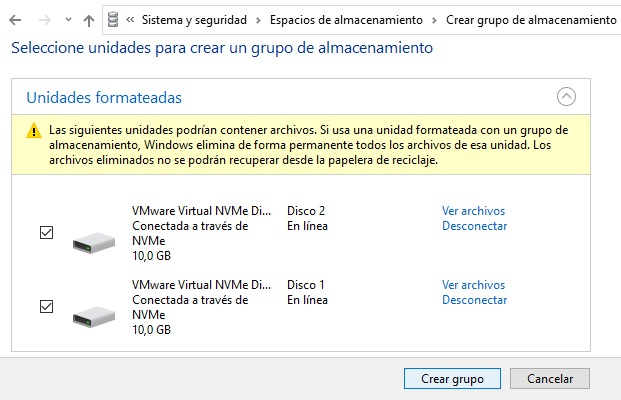 Sistema y seguridad > Espacios de almacenamiento > Crear grupo de almacenamiento
Seleccione unidades para crear un grupo de almacenamiento
Unidades formateadas
Las siguientes unidades podrían contener archivos. Si usa una unidad formateada con un grupo de
almacenamiento, Windows elimina de forma permanente todos los archivos de esa unidad. Los
archivos eliminados no se podrán recuperar desde la papelera de reciclaje.
VMware Virtual NVMe Di... Disco 2 Ver archivos
Conectada a través de En línea Desconectar
NVMe
10,0 GB
VMware Virtual NVMe Di... Disco 1 Ver archivos
Conectada a través de En línea Desconectar
NVMe
10,0 GB
Crear grupo Cancelar